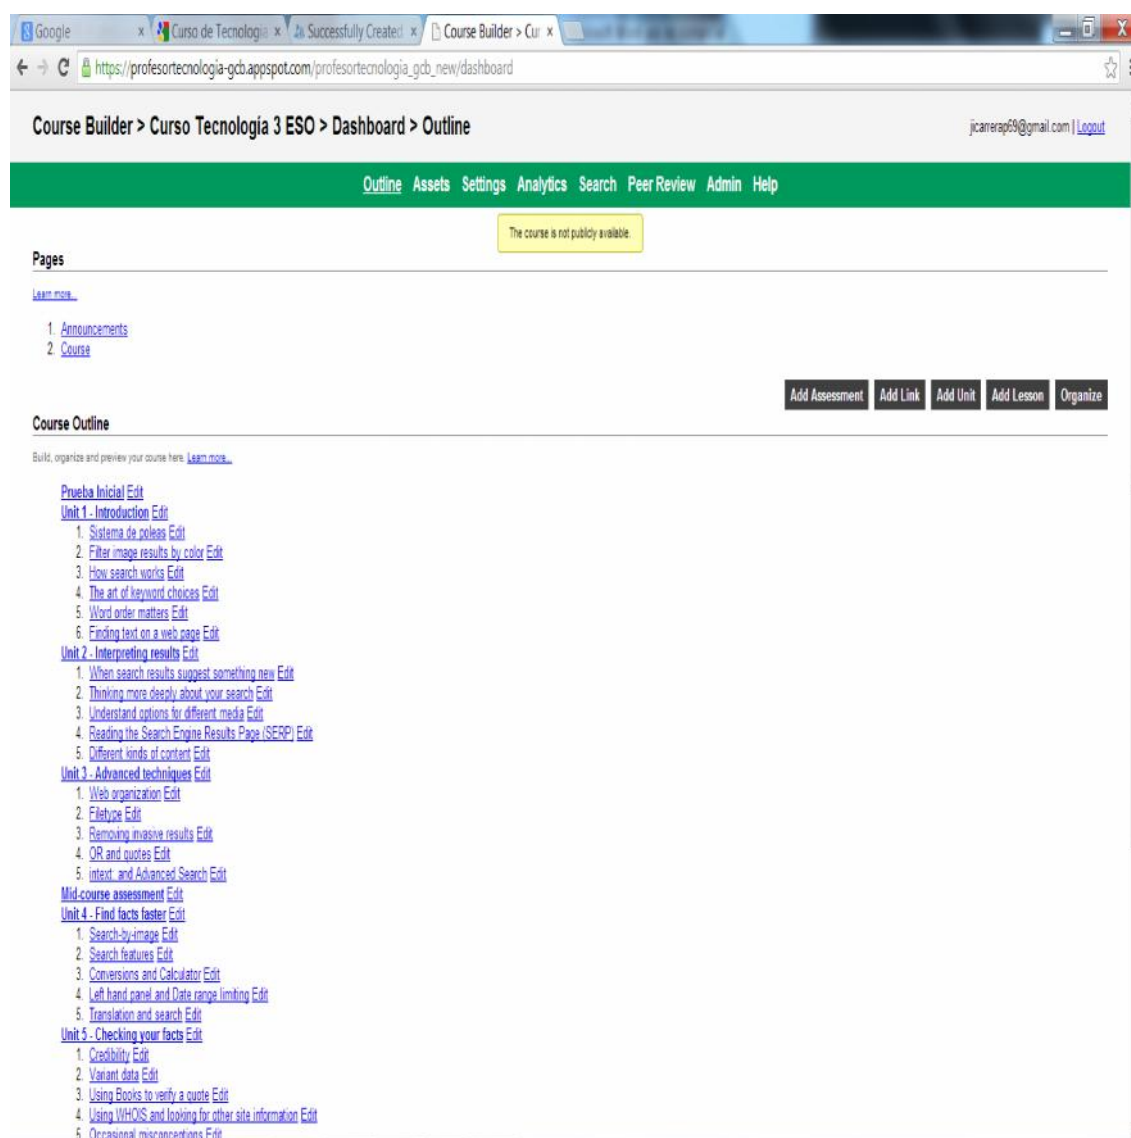 Google
Curso de Tecnologi
Successfully Created
Course Builder > Cur
https://profesortecnologia-gcb.appspot.com/profesortecnologia_gcb_new/dashboard
Course Builder > Curso Tecnologia 3 ESO > Dashboard > Outline
jicarrerap69@gmail.com | Logout
Outline Assets Settings Analytics Search Peer Review Admin Help
The course is not publicly available.
Pages
Learn more...
1. Announcements
2. Course
Add Assessment Add Link Add Unit Add Lesson Organize
Course Outline
Build, organize and preview your course here. Learn more...
Prueba Inicial Edit
Unit 1 - Introduction Edit
1. Sistema de poleas Edit
2. Filter image results by color Edit
3. How search works Edit
4. The art of keyword choices Edit
5. Word order matters Edit
6. Finding text on a web page Edit
Unit 2 - Interpreting results Edit
1. When search results suggest something new Edit
2. Thinking more deeply about your search Edit
3. Understand options for different media Edit
4. Reading the Search Engine Results Page (SERP) Edit
5. Different kinds of content Edit
Unit 3 - Advanced techniques Edit
1. Web organization Edit
2. Filetype Edit
3. Removing invasive results Edit
4. OR and quotes Edit
5. intext: and Advanced Search Edit
Mid-course assessment Edit
Unit 4 - Find facts faster Edit
1. Search-by-image Edit
2. Search features Edit
3. Conversions and Calculator Edit
4. Left hand panel and Date range limiting Edit
5. Translation and search Edit
Unit 5 - Checking your facts Edit
1. Credibility Edit
2. Variant data Edit
3. Using Books to verify a quote Edit
4. Using WHOIS and looking for other site information Edit
5. Occasional misconceptions Edit